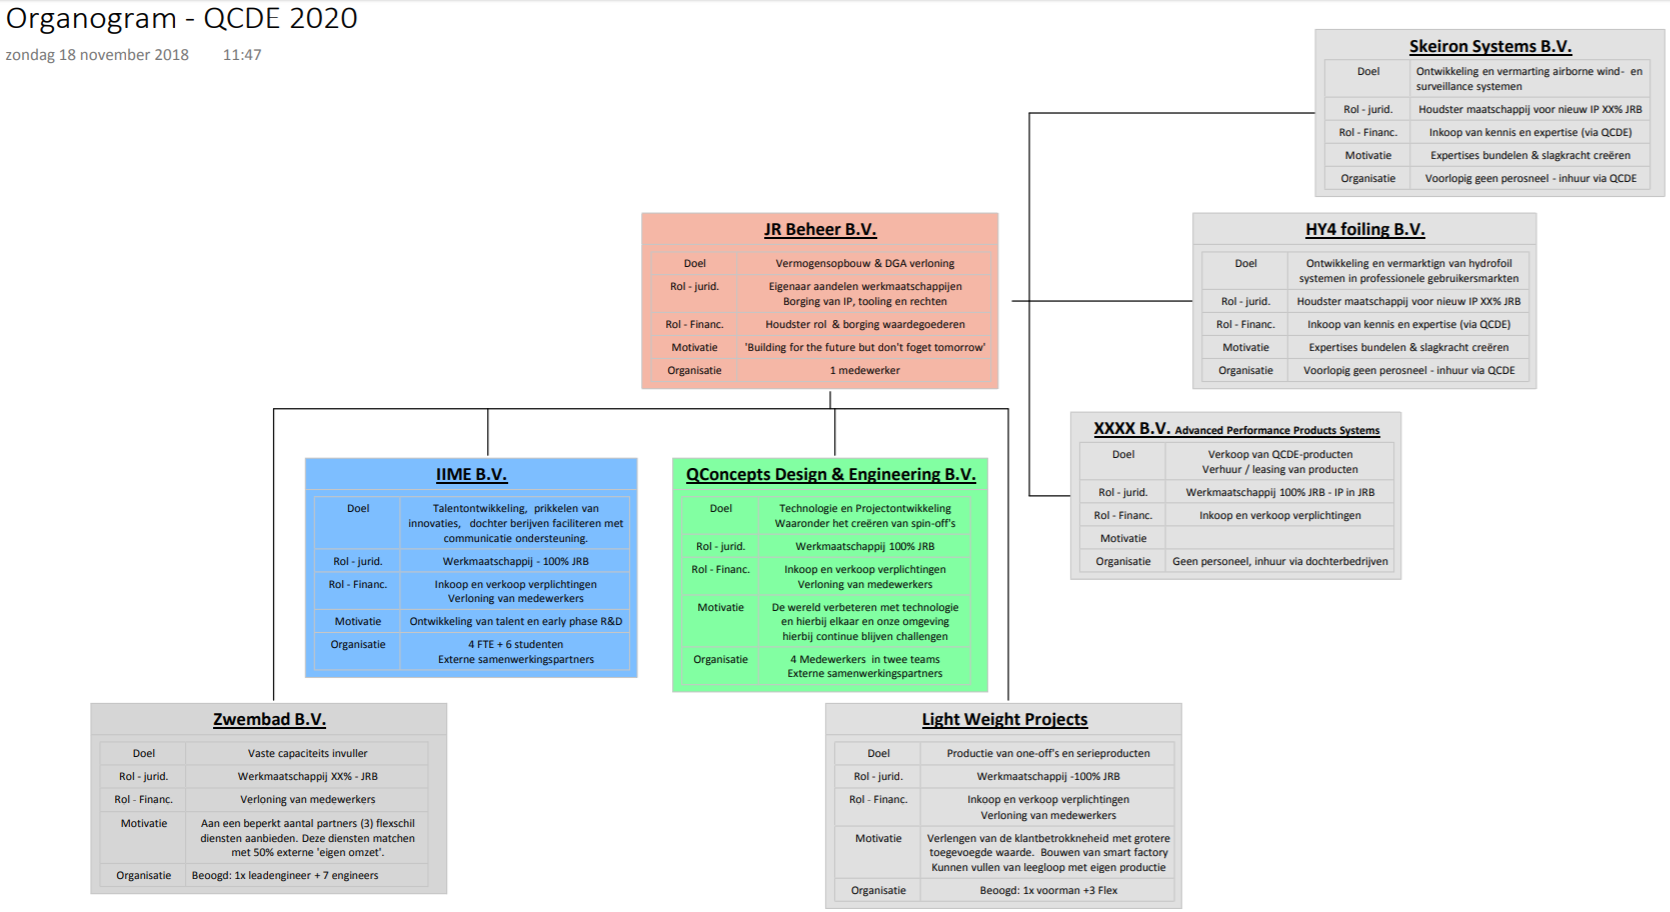 Organogram - QCDE 2020
zondag 18 november 2018 11:47
Skeiron Systems B.V.
Doel Ontwikkeling en vermarting airborne wind- en
surveillance systemen
Rol - jurid. Houdster maatschappij voor nieuw IP XX% JRB
Rol - Financ. Inkoop van kennis en expertise (via QCDE)
Motivatie Expertises bundelen & slagkracht creëren
Organisatie Voorlopig geen perosneel - inhuur via QCDE
JR Beheer B.V.
Doel Vermogensopbouw & DGA verloning
Rol - jurid. Eigenaar aandelen werkmaatschappijen
Borging van IP, tooling en rechten
Rol - Financ. Houdster rol & borging waardegoederen
Motivatie 'Building for the future but don't foget tomorrow'
Organisatie 1 medewerker
HY4 foiling B.V.
Doel Ontwikkeling en vermarktign van hydrofoil
systemen in professionele gebruikersmarkten
Rol - jurid. Houdster maatschappij voor nieuw IP XX% JRB
Rol - Financ. Inkoop van kennis en expertise (via QCDE)
Motivatie Expertises bundelen & slagkracht creëren
Organisatie Voorlopig geen perosneel - inhuur via QCDE
XXXX B.V. Advanced Performance Products Systems
Doel Verkoop van QCDE-producten
Verhuur / leasing van producten
Rol - jurid. Werkmaatschappij 100% JRB - IP in JRB
Rol - Financ. Inkoop en verkoop verplichtingen
Motivatie
Organisatie Geen personeel, inhuur via dochterbedrijven
IIME B.V.
Doel Talentontwikkeling, prikkelen van
innovaties, dochter berijven faciliteren met
communicatie ondersteuning.
Rol - jurid. Werkmaatschappij - 100% JRB
Rol - Financ. Inkoop en verkoop verplichtingen
Verloning van medewerkers
Motivatie Ontwikkeling van talent en early phase R&D
Organisatie 4 FTE + 6 studenten
Externe samenwerkingspartners
QConcepts Design & Engineering B.V.
Doel Technologie en Projectontwikkeling
Waaronder het creëren van spin-off's
Rol - jurid. Werkmaatschappij 100% JRB
Rol - Financ. Inkoop en verkoop verplichtingen
Verloning van medewerkers
Motivatie De wereld verbeteren met technologie
en hierbij elkaar en onze omgeving
hierbij continue blijven challengen
Organisatie 4 Medewerkers in twee teams
Externe samenwerkingspartners
Zwembad B.V.
Doel Vaste capaciteits invuller
Rol - jurid. Werkmaatschappij XX% - JRB
Rol - Financ. Verloning van medewerkers
Motivatie Aan een beperkt aantal partners (3) flexschil
diensten aanbieden. Deze diensten matchen
met 50% externe 'eigen omzet'.
Organisatie Beoogd: 1x leadengineer + 7 engineers
Light Weight Projects
Doel Productie van one-off's en serieproducten
Rol - jurid. Werkmaatschappij -100% JRB
Rol - Financ. Inkoop en verkoop verplichtingen
Verloning van medewerkers
Motivatie Verlengen van de klantbetrokkneheid met grotere
toegevoegde waarde. Bouwen van smart factory
Kunnen vullen van leegloop met eigen productie
Organisatie Beoogd: 1x voorman +3 Flex